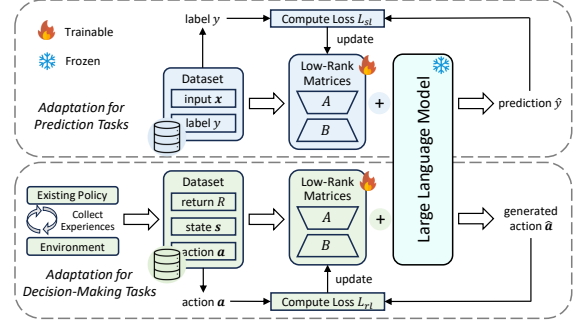 label y
Compute Loss L_sl
Trainable
Frozen
update
Dataset
input x
label y
Low-Rank
Matrices
A
B
+
Large Language Model
prediction ŷ
Adaptation for
Prediction Tasks
Existing Policy
Collect
Experiences
Environment
Dataset
return R
state s
action a
Low-Rank
Matrices
A
B
+
generated
action â
Adaptation for
Decision-Making Tasks
update
action a
Compute Loss L_rl